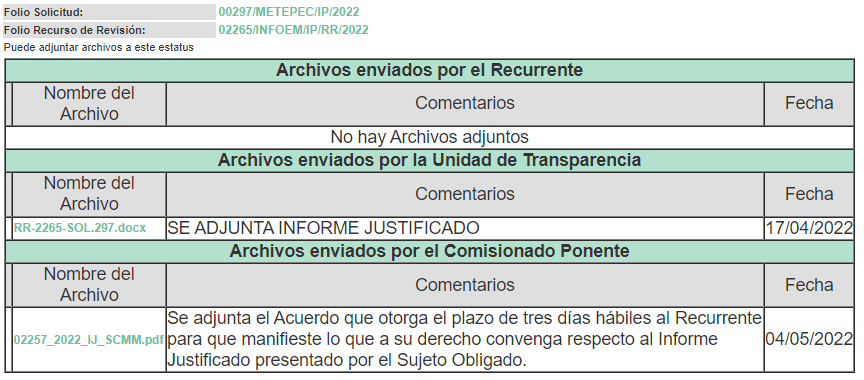 Folio Solicitud: 00297/METEPEC/IP/2022
Folio Recurso de Revisión: 02265/INFOEM/IP/RR/2022
Puede adjuntar archivos a este estatus
Archivos enviados por el Recurrente
Nombre del
Archivo
Comentarios
Fecha
No hay Archivos adjuntos
Archivos enviados por la Unidad de Transparencia
Nombre del
Archivo
Comentarios
Fecha
RR-2265-SOL.297.docx SE ADJUNTA INFORME JUSTIFICADO 17/04/2022
Archivos enviados por el Comisionado Ponente
Nombre del
Archivo
Comentarios
Fecha
02257_2022_IJ_SCMM.pdf
Se adjunta el Acuerdo que otorga el plazo de tres días hábiles al Recurrente
para que manifieste lo que a su derecho convenga respecto al Informe
Justificado presentado por el Sujeto Obligado.
04/05/2022